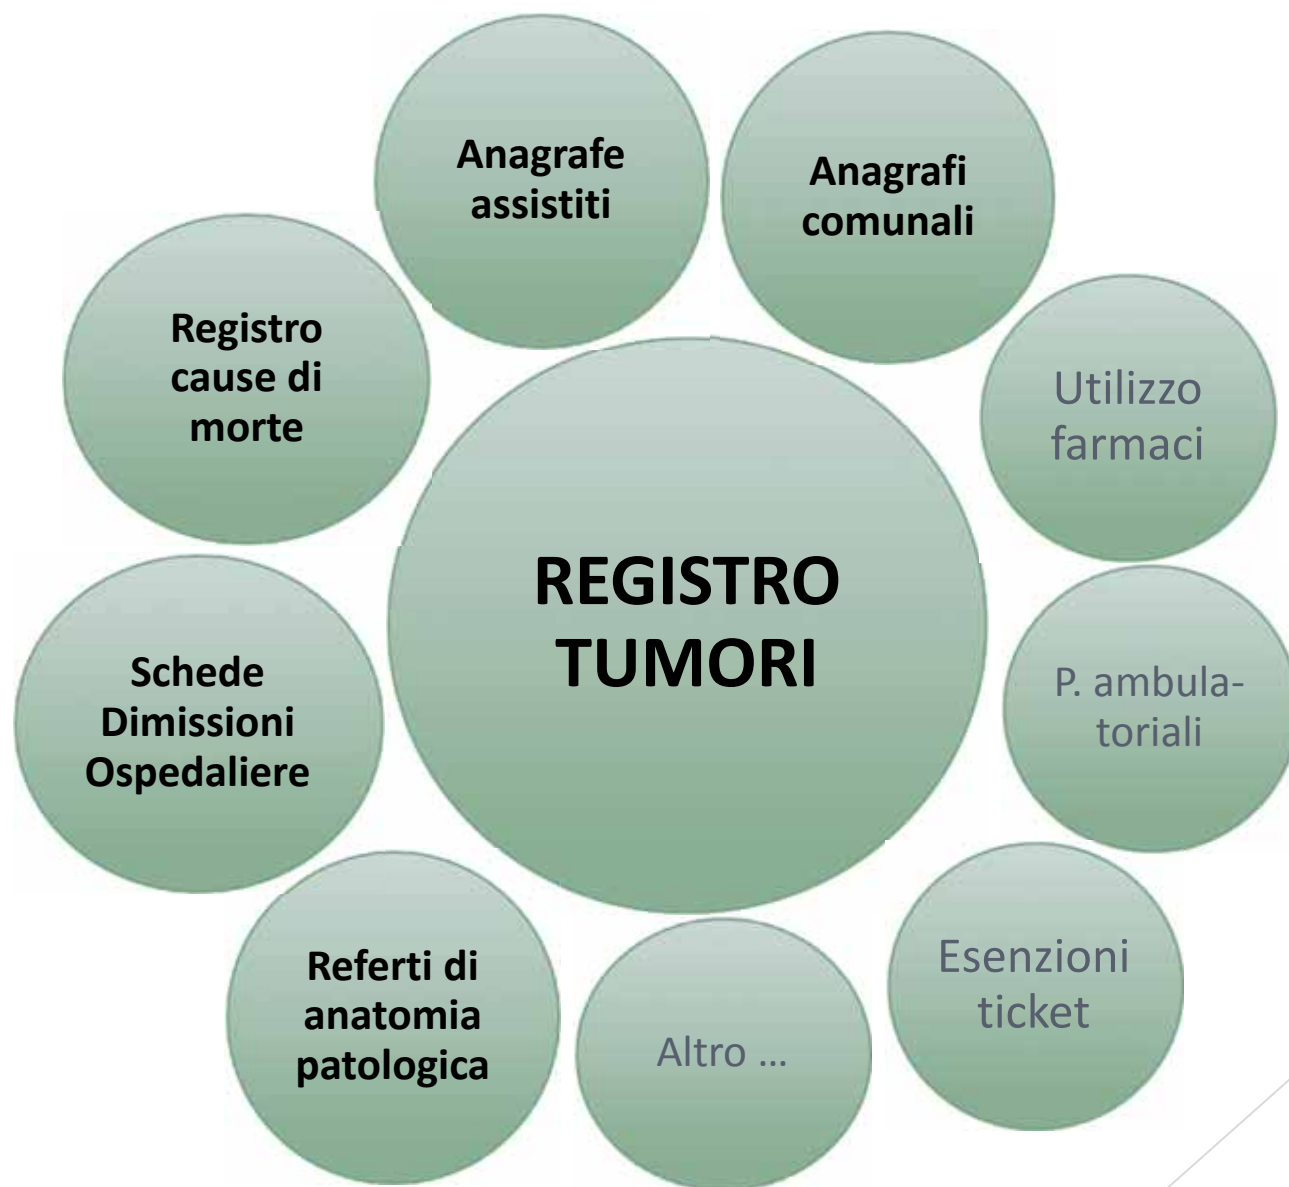 Anagrafe
assistiti
Anagrafi
comunali
Registro
cause di
morte
Utilizzo
farmaci
REGISTRO
TUMORI
Schede
Dimissioni
Ospedaliere
P. ambula-
toriali
Referti di
anatomia
patologica
Altro ...
Esenzioni
ticket